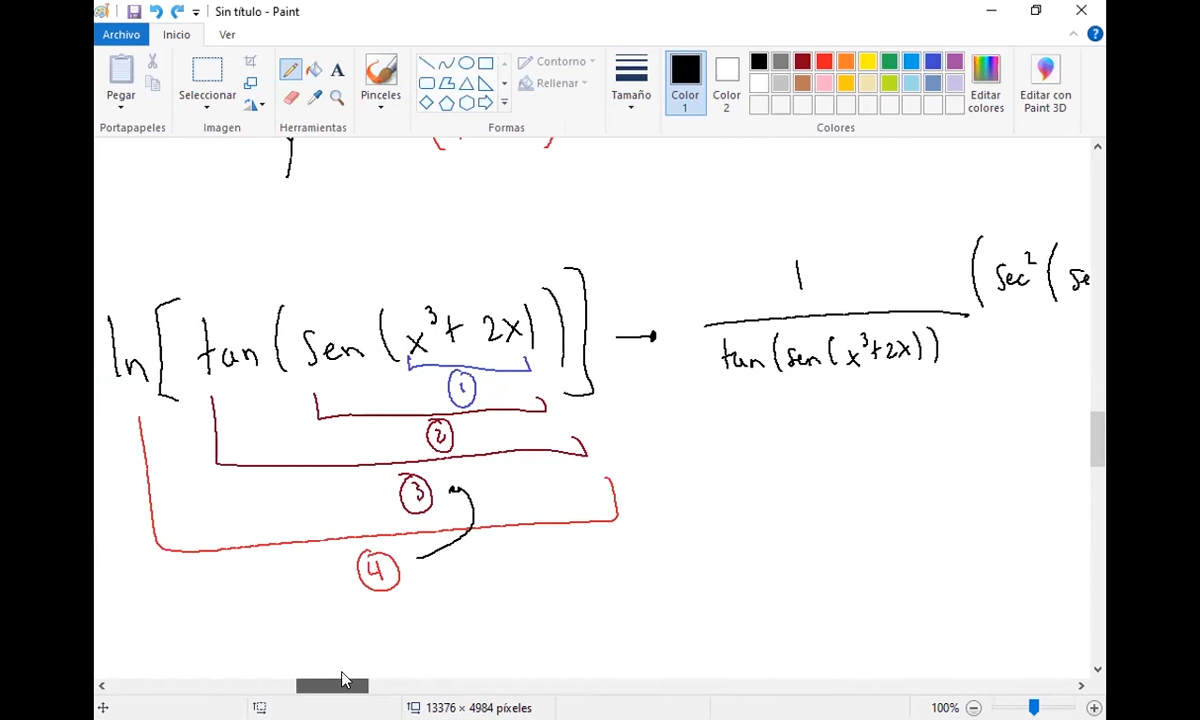 Sin título - Paint
Archivo Inicio Ver
Pegar
Seleccionar
Pinceles
Contorno
Rellenar
Tamaño
Color 1
Color 2
Editar colores
Editar con Paint 3D
Portapapeles Imagen Herramientas Formas Colores
ln[tan(sen(x³+2x))] → 1 / tan(sen(x³+2x)) (sec²(se
1
2
3
4
13376 × 4984 píxeles 100%